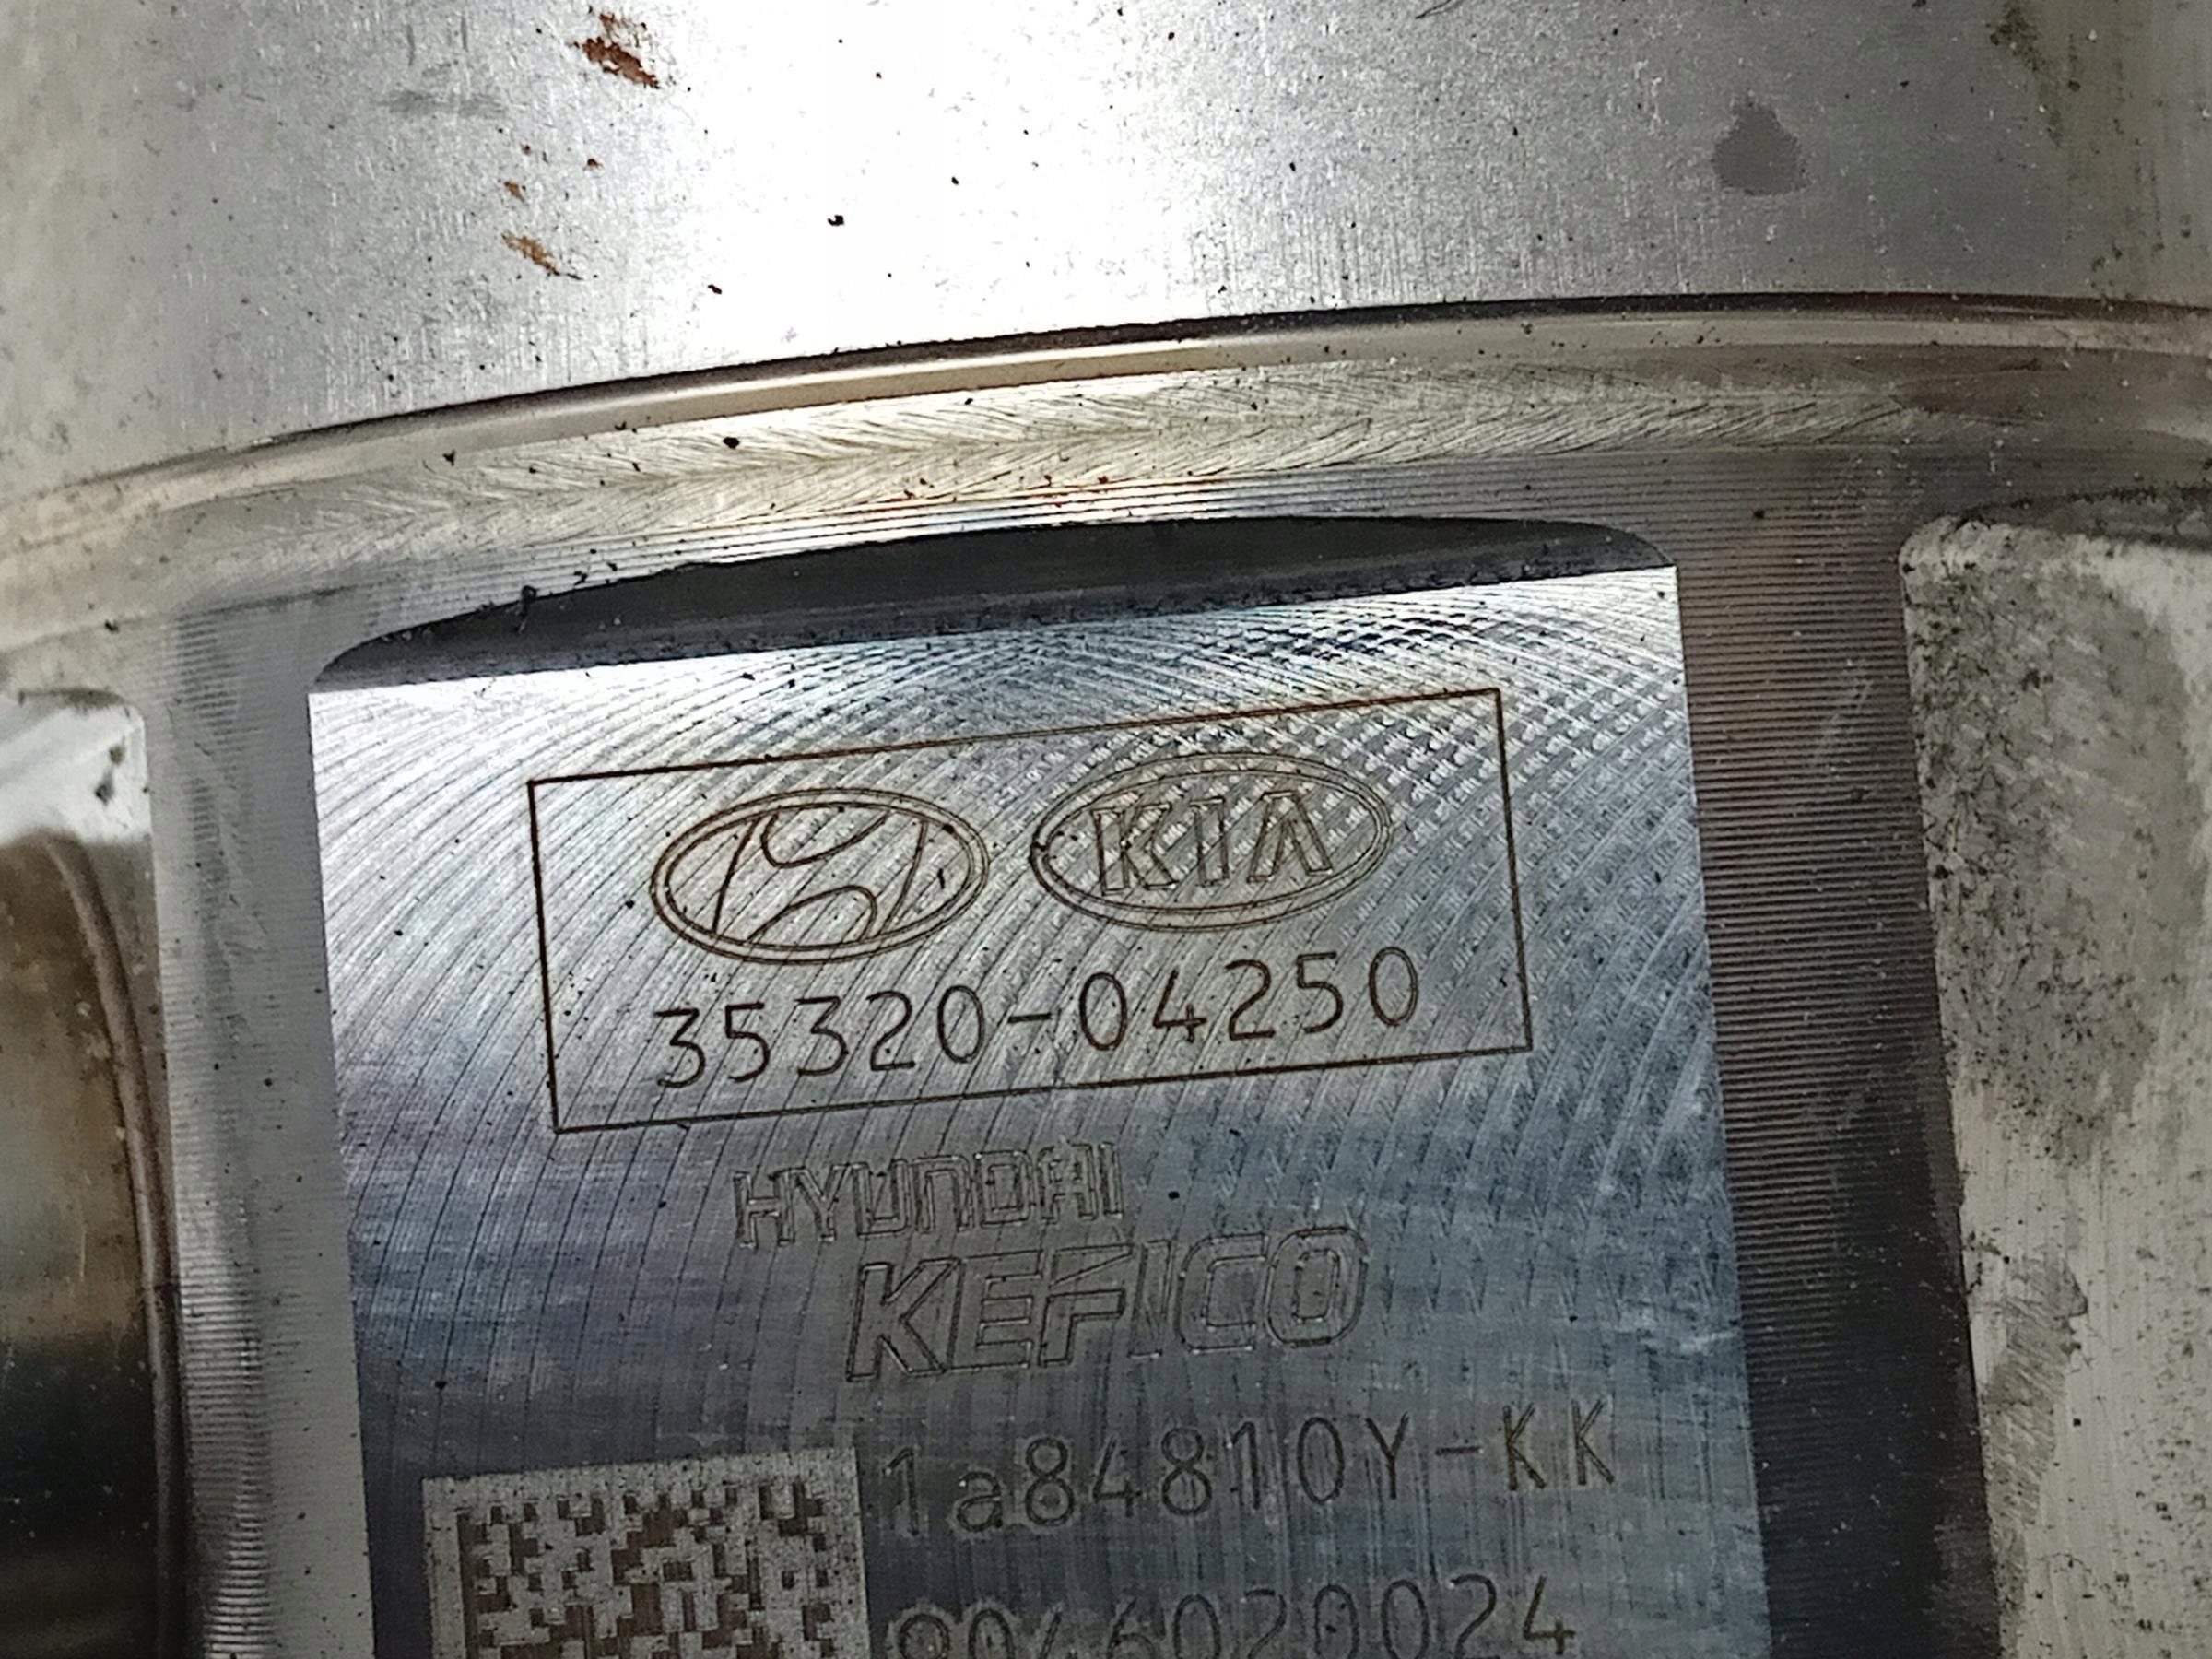 KIA
35320-04250
HYUNDAI
KEFICO
1a84810Y-KK